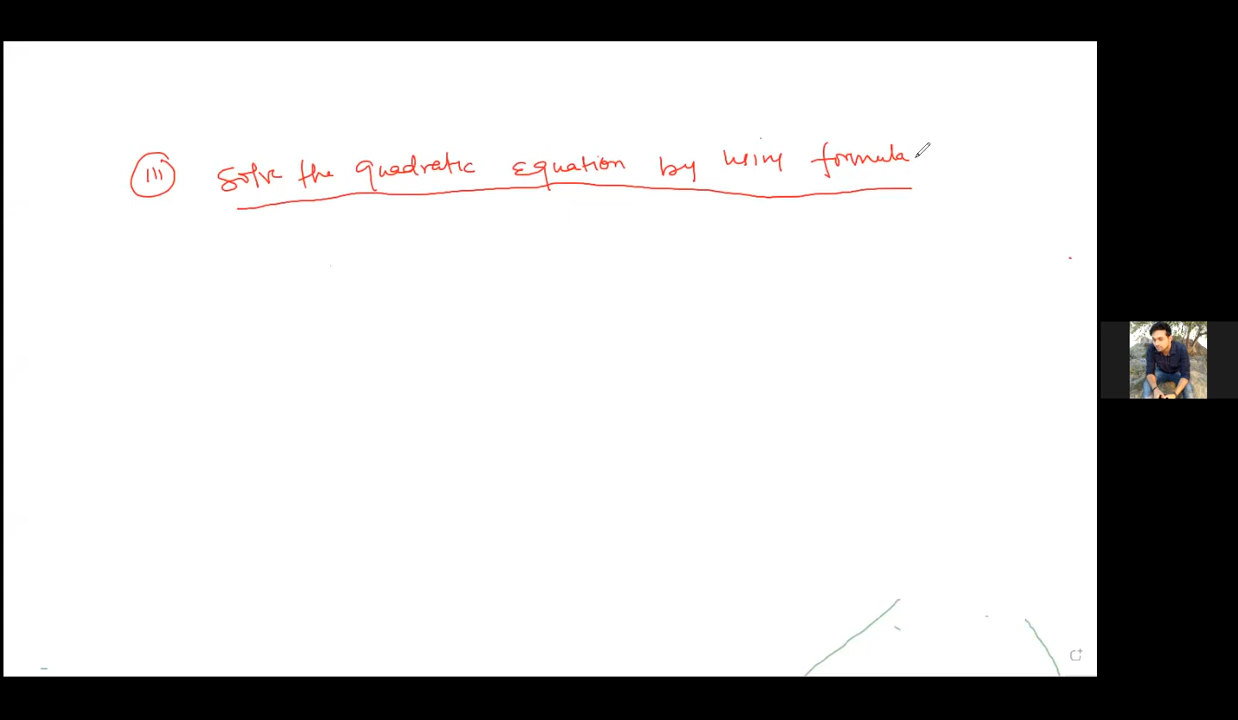 (iii) Solve the quadratic Equation by using formula